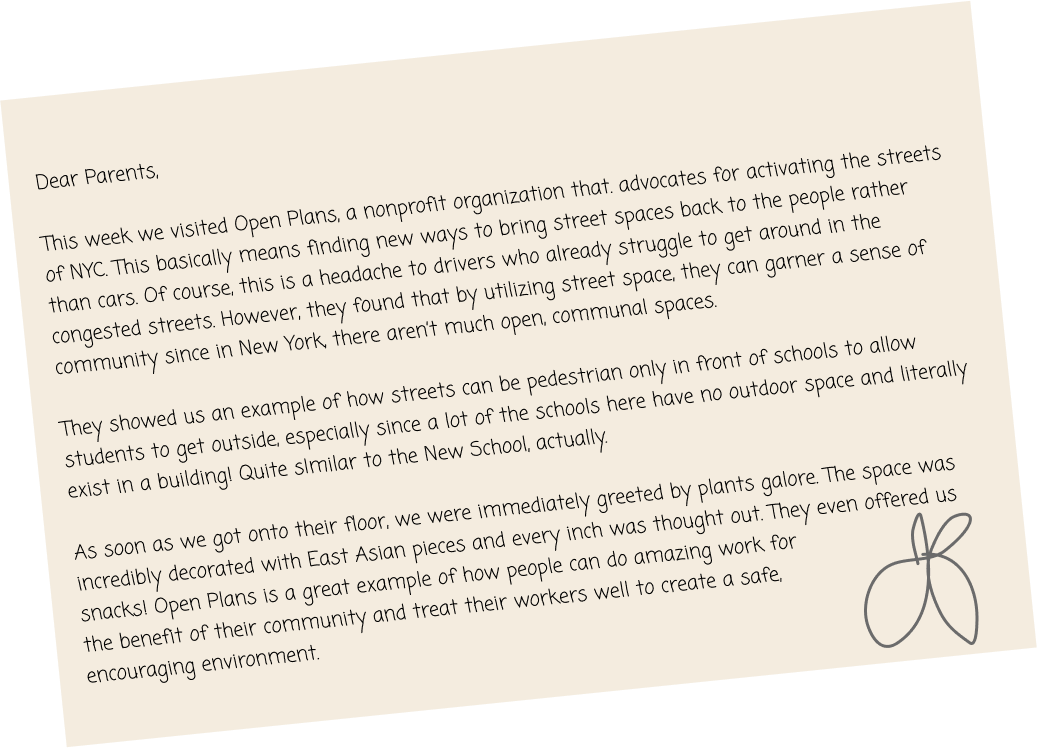 Dear Parents,
This week we visited Open Plans, a nonprofit organization that. advocates for activating the streets
of NYC. This basically means finding new ways to bring street spaces back to the people rather
than cars. Of course, this is a headache to drivers who already struggle to get around in the
congested streets. However, they found that by utilizing street space, they can garner a sense of
community since in New York, there aren't much open, communal spaces.
They showed us an example of how streets can be pedestrian only in front of schools to allow
students to get outside, especially since a lot of the schools here have no outdoor space and literally
exist in a building! Quite sImilar to the New School, actually.
As soon as we got onto their floor, we were immediately greeted by plants galore. The space was
incredibly decorated with East Asian pieces and every inch was thought out. They even offered us
snacks! Open Plans is a great example of how people can do amazing work for
the benefit of their community and treat their workers well to create a safe,
encouraging environment.